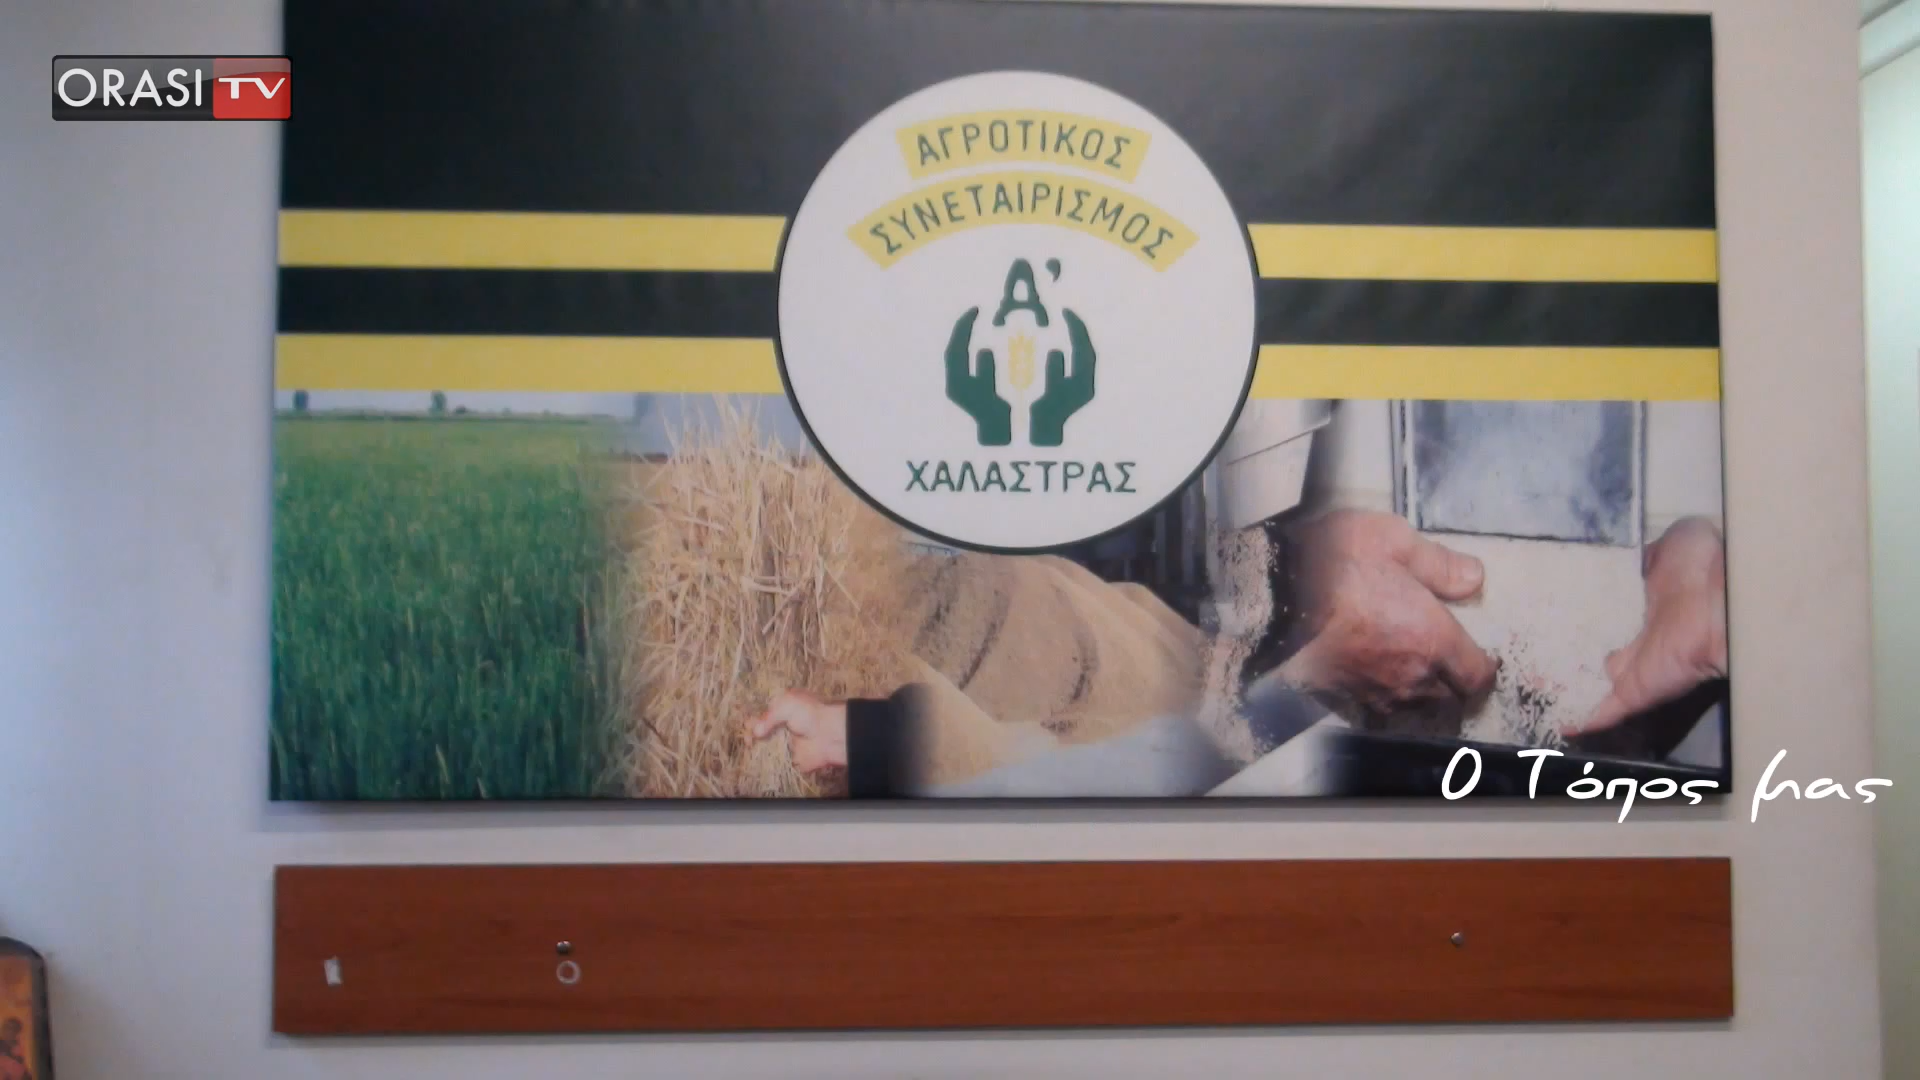 ORASI TV
ΑΓΡΟΤΙΚΟΣ
ΣΥΝΕΤΑΙΡΙΣΜΟΣ
Α'
ΧΑΛΑΣΤΡΑΣ
Ο Τόπος μας